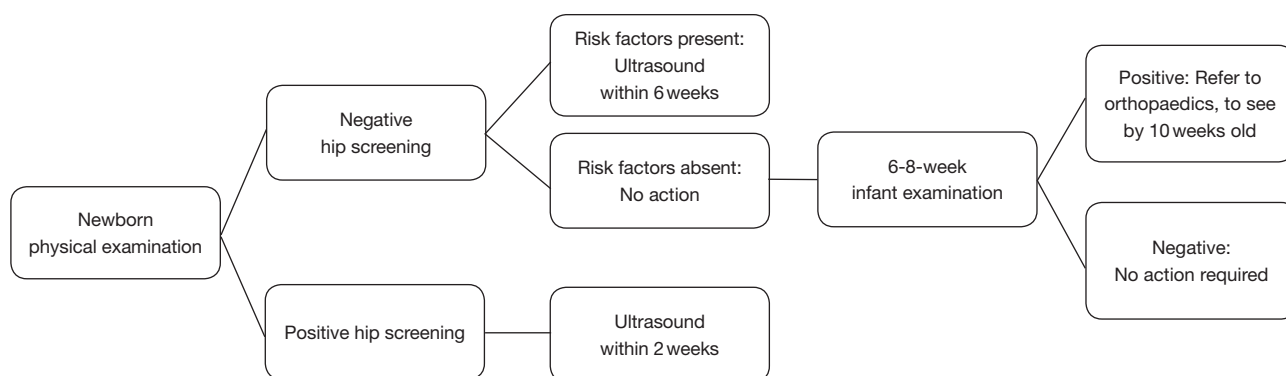 Newborn
physical examination
Negative
hip screening
Positive hip screening
Risk factors present:
Ultrasound
within 6 weeks
Risk factors absent:
No action
Ultrasound
within 2 weeks
6-8-week
infant examination
Positive: Refer to
orthopaedics, to see
by 10 weeks old
Negative:
No action required